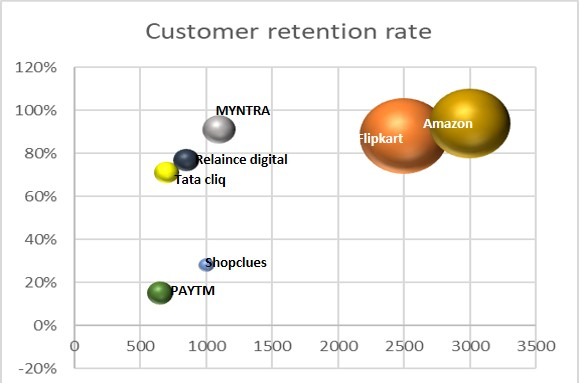 Customer retention rate
120%
100%
80%
60%
40%
20%
0%
-20%
MYNTRA
Amazon
Flipkart
Relaince digital
Tata cliq
Shopclues
PAYTM
0 500 1000 1500 2000 2500 3000 3500